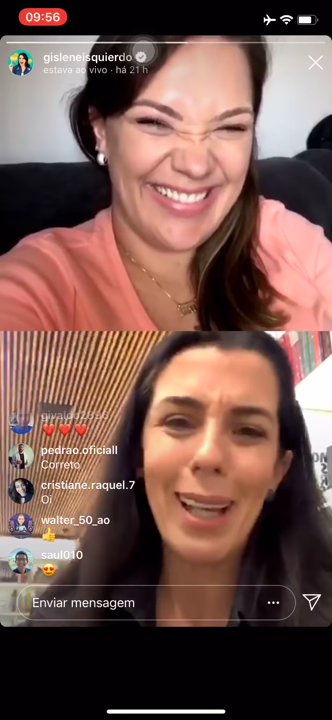 09:56
gisleneisquierdo
estava ao vivo · há 21 h
givaldo2836
❤️❤️❤️
pedrao.oficiall
Correto
cristiane.raquel.7
Oi
walter_50_ao
👍
saul010
😍
Enviar mensagem